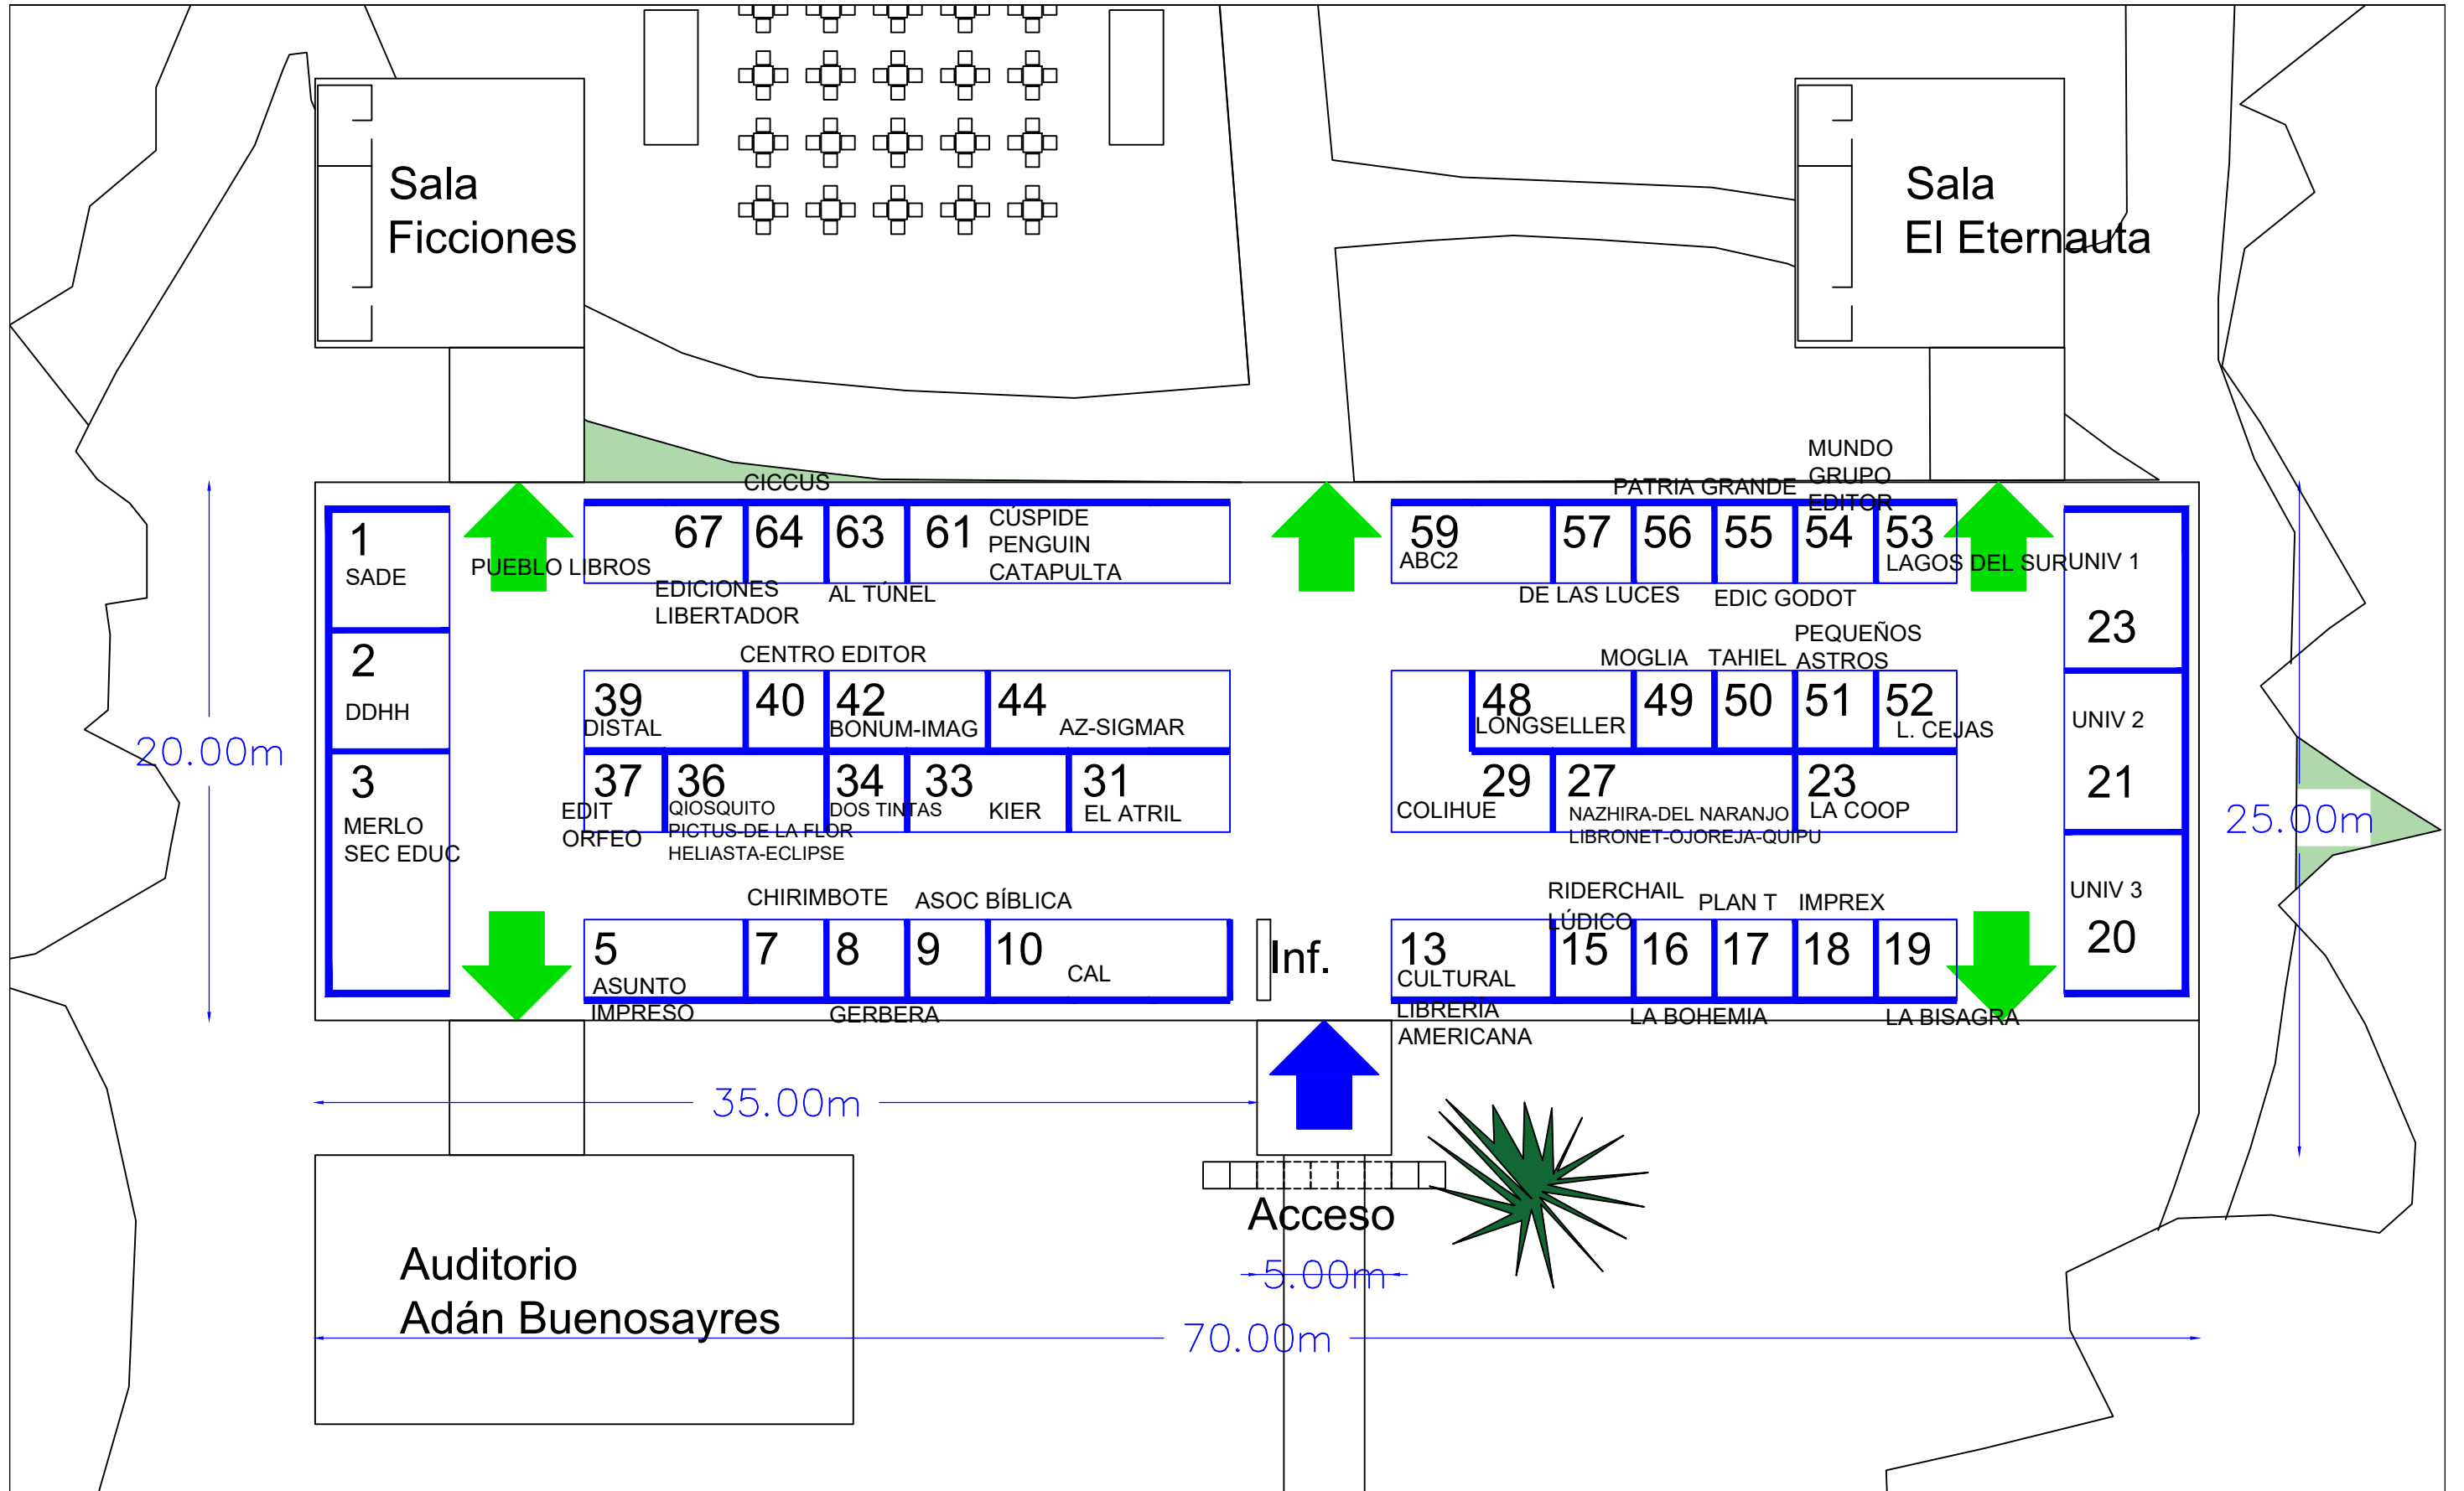 Sala
Ficciones
Sala
El Eternauta
MUNDO
GRUPO
EDITOR
CICCUS
PATRIA GRANDE
1
SADE
PUEBLO LIBROS
67
64
63
61
CÚSPIDE
PENGUIN
CATAPULTA
59
ABC2
57
56
55
54
53
LAGOS DEL SUR
UNIV 1
23
EDICIONES
LIBERTADOR
AL TÚNEL
DE LAS LUCES
EDIC GODOT
2
DDHH
CENTRO EDITOR
MOGLIA
TAHIEL
PEQUEÑOS
ASTROS
39
DISTAL
40
42
BONUM-IMAG
44
AZ-SIGMAR
48
LONGSELLER
49
50
51
52
L. CEJAS
UNIV 2
21
20.00m
25.00m
3
MERLO
SEC EDUC
37
EDIT
ORFEO
36
QIOSQUITO
PICTUS-DE LA FLOR
HELIASTA-ECLIPSE
34
DOS TINTAS
33
KIER
31
EL ATRIL
29
COLIHUE
27
NAZHIRA-DEL NARANJO
LIBRONET-OJOREJA-QUIPU
23
LA COOP
CHIRIMBOTE
ASOC BÍBLICA
RIDERCHAIL
LÚDICO
PLAN T
IMPREX
UNIV 3
20
5
ASUNTO
IMPRESO
7
8
9
10
CAL
GERBERA
Inf.
13
CULTURAL
LIBRERÍA
AMERICANA
15
16
17
18
19
LA BOHEMIA
LA BISAGRA
35.00m
Acceso
5.00m
Auditorio
Adán Buenosayres
70.00m